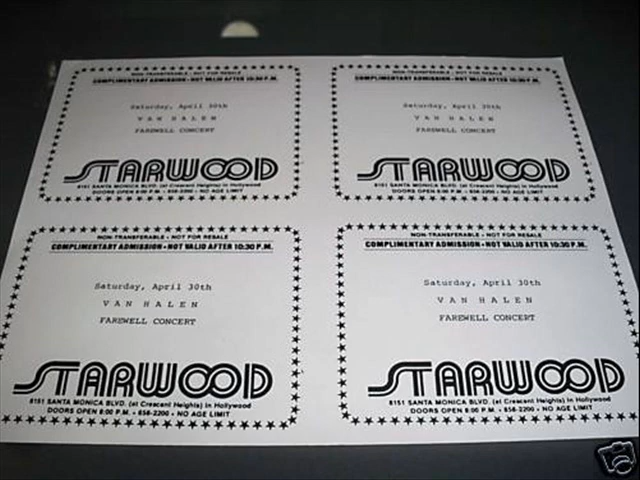 NON-TRANSFERABLE • NOT FOR RESALE
COMPLIMENTARY ADMISSION • NOT VALID AFTER 10:30 P.M.
Saturday, April 30th
VAN HALEN
FAREWELL CONCERT
STARWOOD
8151 SANTA MONICA BLVD. (at Crescent Heights) in Hollywood
DOORS OPEN 8:00 P.M. • 656-2200 • NO AGE LIMIT
NON-TRANSFERABLE • NOT FOR RESALE
COMPLIMENTARY ADMISSION • NOT VALID AFTER 10:30 P.M.
Saturday, April 30th
VAN HALEN
FAREWELL CONCERT
STARWOOD
8151 SANTA MONICA BLVD. (at Crescent Heights) in Hollywood
DOORS OPEN 8:00 P.M. • 656-2200 • NO AGE LIMIT
NON-TRANSFERABLE • NOT FOR RESALE
COMPLIMENTARY ADMISSION • NOT VALID AFTER 10:30 P.M.
Saturday, April 30th
VAN HALEN
FAREWELL CONCERT
STARWOOD
8151 SANTA MONICA BLVD. (at Crescent Heights) in Hollywood
DOORS OPEN 8:00 P.M. • 656-2200 • NO AGE LIMIT
NON-TRANSFERABLE • NOT FOR RESALE
COMPLIMENTARY ADMISSION • NOT VALID AFTER 10:30 P.M.
Saturday, April 30th
VAN HALEN
FAREWELL CONCERT
STARWOOD
8151 SANTA MONICA BLVD. (at Crescent Heights) in Hollywood
DOORS OPEN 8:00 P.M. • 656-2200 • NO AGE LIMIT